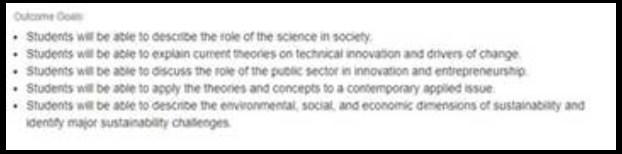 Outcome Goals:
• Students will be able to describe the role of the science in society.
• Students will be able to explain current theories on technical innovation and drivers of change.
• Students will be able to discuss the role of the public sector in innovation and entrepreneurship.
• Students will be able to apply the theories and concepts to a contemporary applied issue.
• Students will be able to describe the environmental, social, and economic dimensions of sustainability and
identify major sustainability challenges.